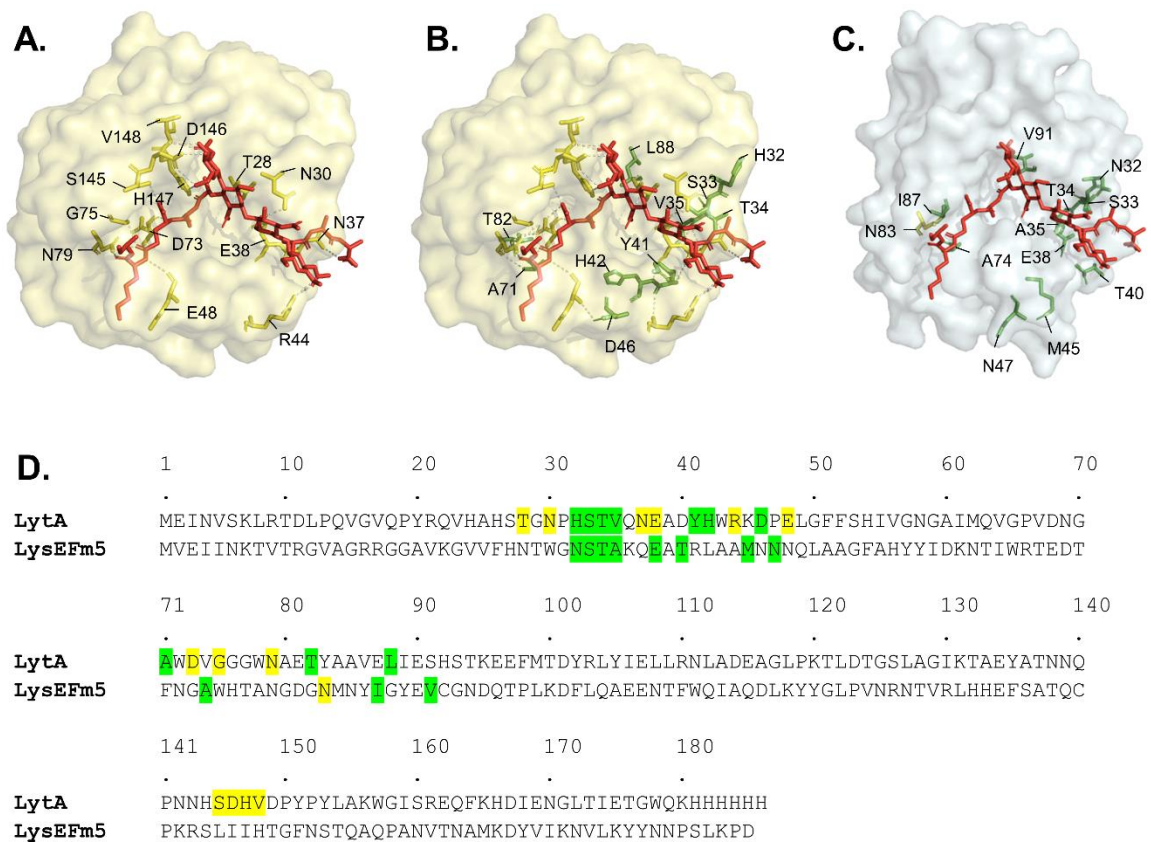 A.
B.
C.
V148
D146
T28
N30
S145
H147
G75
N37
N79
D73
E38
E48
R44
L88
H32
S33
V35
T34
T82
Y41
H42
A71
D46
V91
N32
I87
T34
S33
N83
A35
A74
E38
T40
N47
M45
D.
1 10 20 30 40 50 60 70
. . . . . . . .
LytA MEINVSKLRTDLPQVGVQPYRQVHAHSTGNPHSTVQNEADYHWRKDPELGFFSHIVGNGAIMQVGPVDNG
LysEFm5 MVEIINKTVTRGVAGRRGGAVKGVVFHNTWGNSTAKQEATRLAAMNNNQLAAGFAHYYIDKNTIWRTEDT
71 80 90 100 110 120 130 140
. . . . . . . .
LytA AWDVGGGWNAETYAAVELIESHSTKEEFMTDYRLYIELLRNLADEAGLPKTLDTGSLAGIKTAEYATNNQ
LysEFm5 FNGAWHTANGDGNMNYIGYEVCGNDQTPLKDFLQAEENTFWQIAQDLKYYGLPVNRNTVRLHHEFSATQC
141 150 160 170 180
. . . . .
LytA PNNHSDHVDPYPYLAKWGISREQFKHDIENGLTIETGWQKHHHHHH
LysEFm5 PKRSLIIHTGFNSTQAQPANVTNAMKDYVIKNVLKYYNNPSLKPD